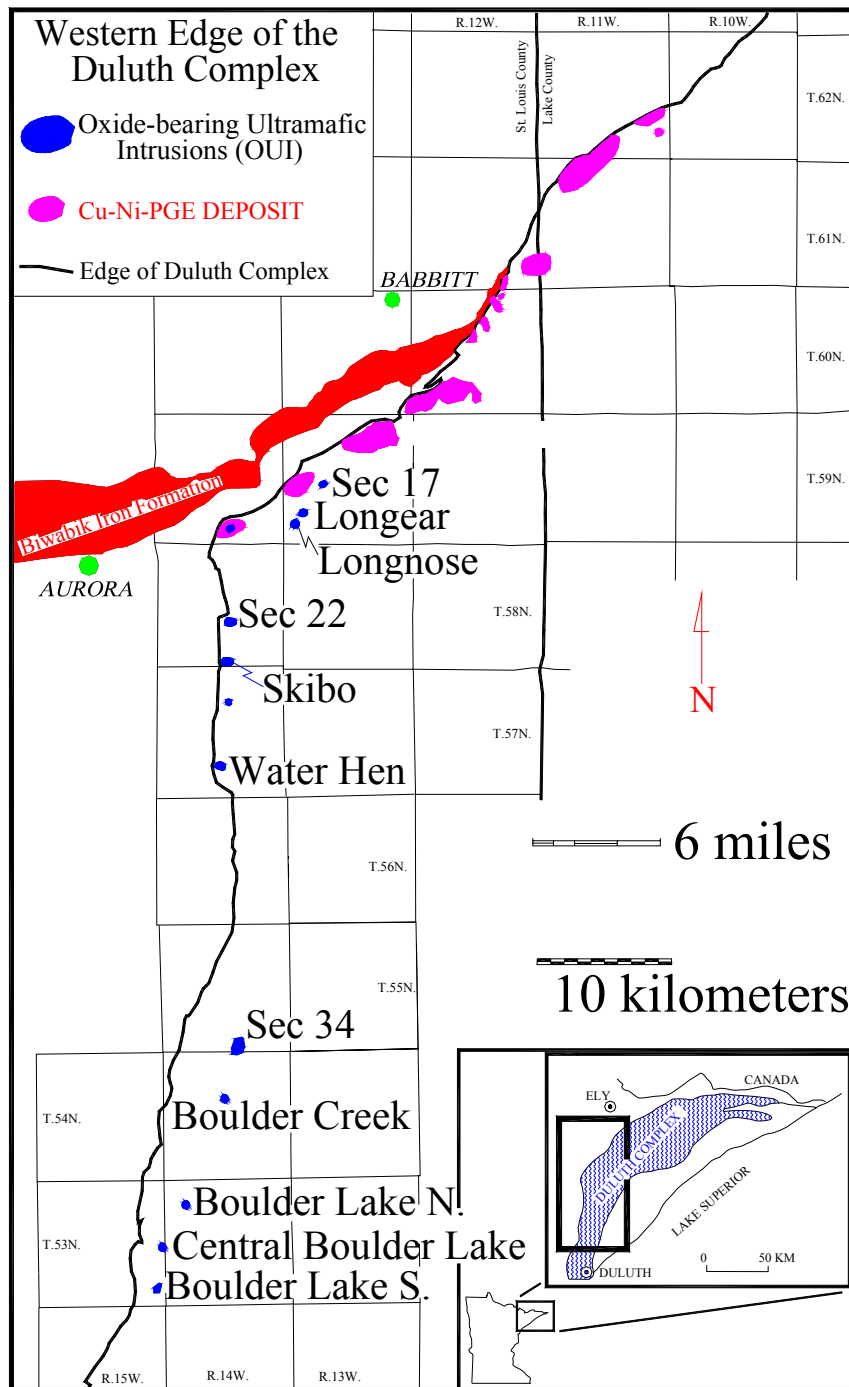 Western Edge of the
Duluth Complex
Oxide-bearing Ultramafic
Intrusions (OUI)
Cu-Ni-PGE DEPOSIT
Edge of Duluth Complex
R.12W.
R.11W.
R.10W.
St. Louis County
Lake County
T.62N.
T.61N.
BABBITT
T.60N.
T.59N.
Sec 17
Longear
Longnose
Biwabik Iron Formation
AURORA
Sec 22
T.58N.
Skibo
N
T.57N.
Water Hen
6 miles
T.56N.
10 kilometers
T.55N.
Sec 34
T.54N.
Boulder Creek
Boulder Lake N.
T.53N.
Central Boulder Lake
Boulder Lake S.
R.15W.
R.14W.
R.13W.
CANADA
ELY
DULUTH COMPLEX
LAKE SUPERIOR
0
50 KM
DULUTH